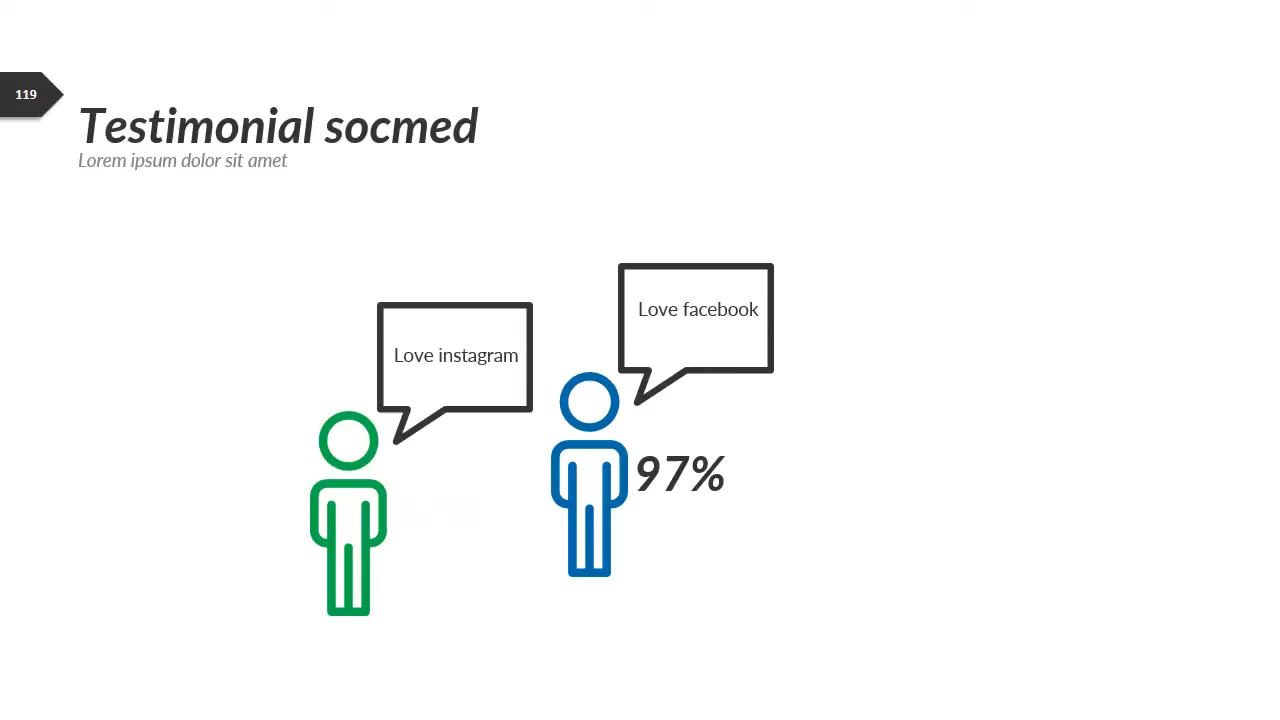 119
Testimonial socmed
Lorem ipsum dolor sit amet
Love facebook
Love instagram
97%